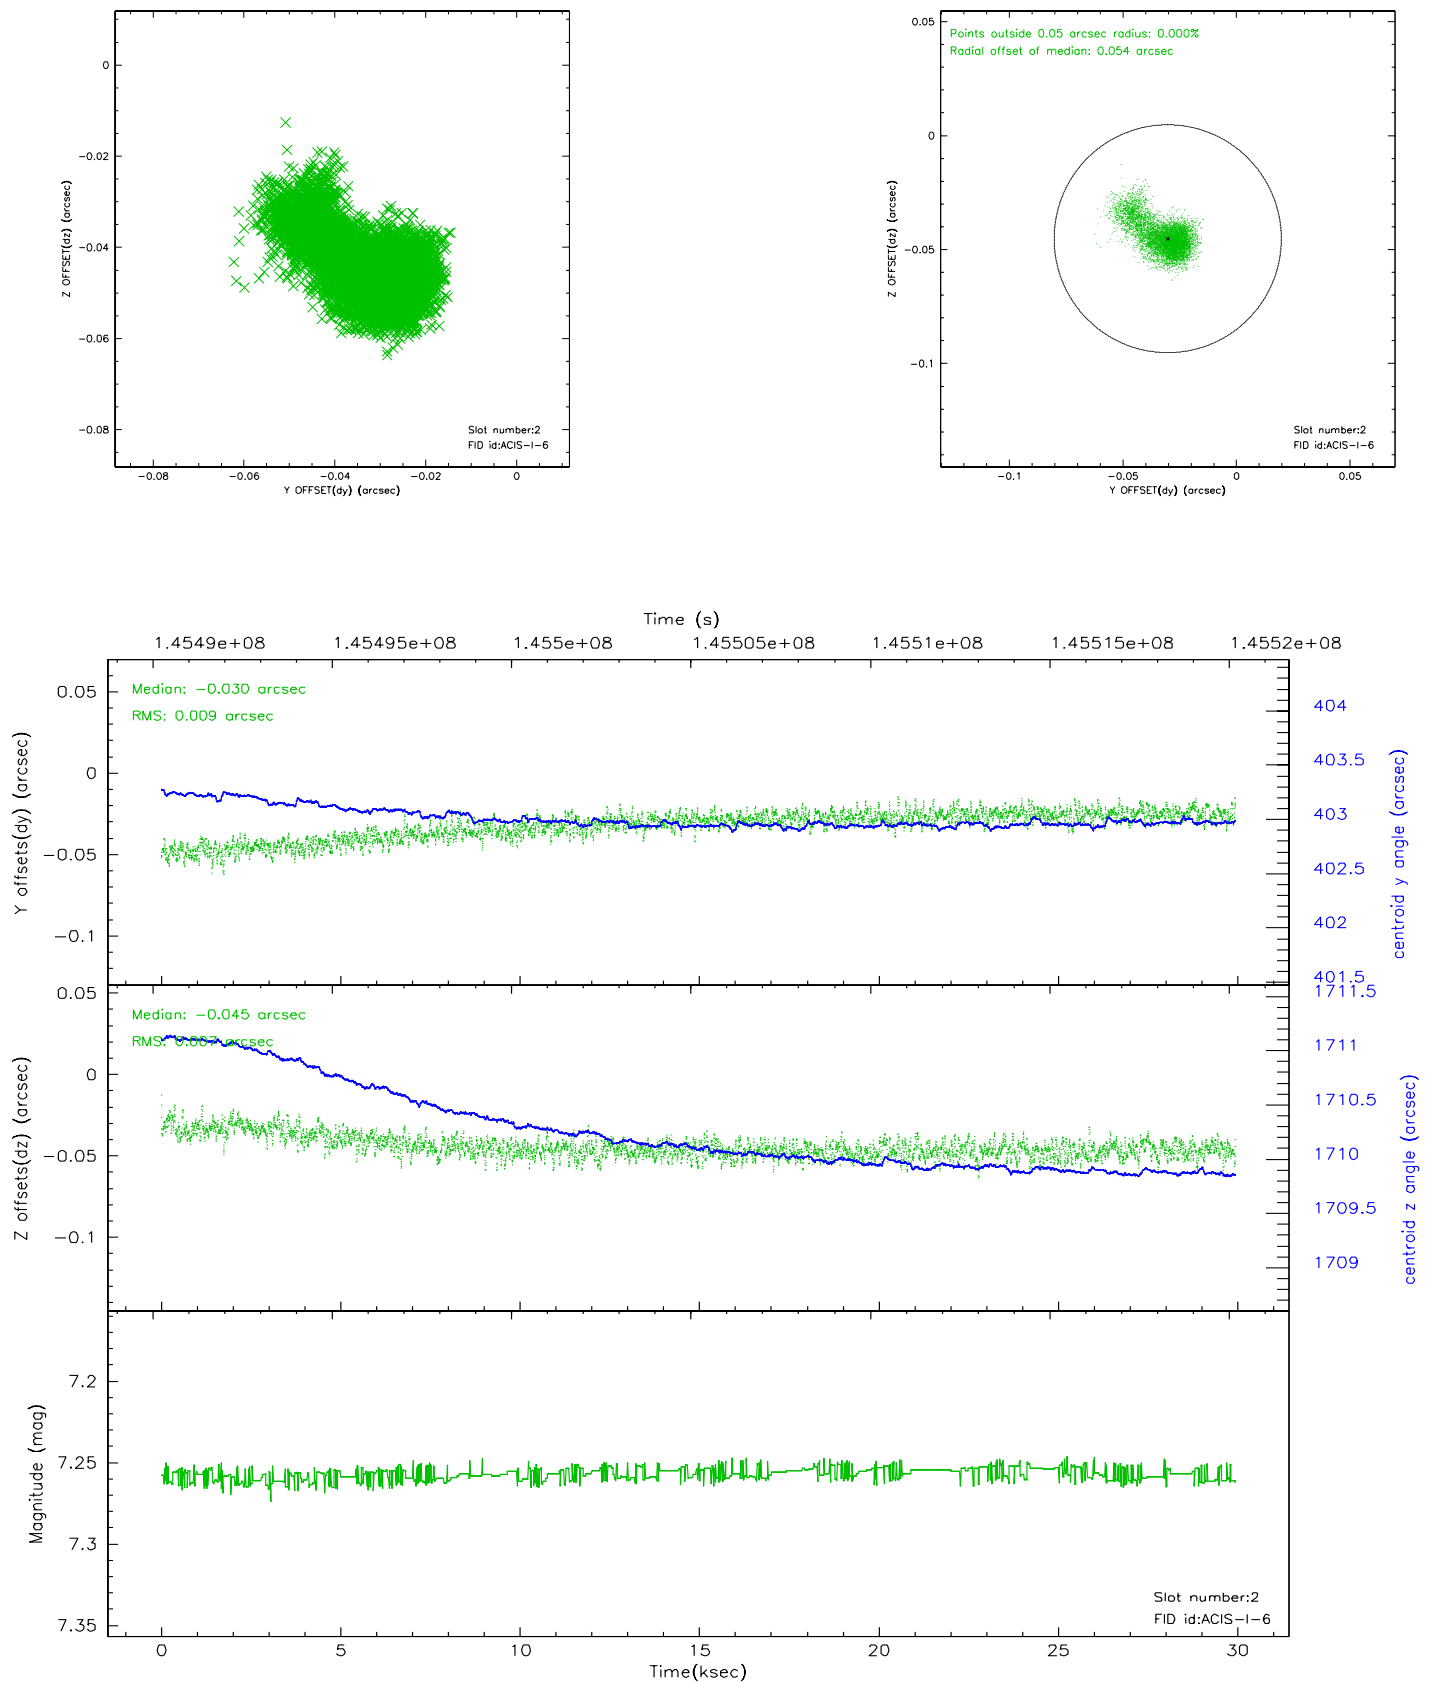 0
-0.02
-0.04
-0.06
-0.08
Z OFFSET(dz) (arcsec)
Slot number:2
FID id:ACIS-I-6
-0.08
-0.06
-0.04
-0.02
0
Y OFFSET(dy) (arcsec)
0.05
0
-0.05
-0.1
Z OFFSET(dz) (arcsec)
Points outside 0.05 arcsec radius: 0.000%
Radial offset of median: 0.054 arcsec
Slot number:2
FID id:ACIS-I-6
-0.1
-0.05
0
0.05
Y OFFSET(dy) (arcsec)
Time (s)
1.4549e+08
1.45495e+08
1.455e+08
1.45505e+08
1.4551e+08
1.45515e+08
1.4552e+08
0.05
0
-0.05
-0.1
Y offsets(dy) (arcsec)
Median: -0.030 arcsec
RMS: 0.009 arcsec
404
403.5
403
402.5
402
401.5
centroid y angle (arcsec)
0.05
0
-0.05
-0.1
Z offsets(dz) (arcsec)
Median: -0.045 arcsec
RMS: 0.007 arcsec
1711.5
1711
1710.5
1710
1709.5
1709
centroid z angle (arcsec)
7.2
7.25
7.3
7.35
Magnitude (mag)
Slot number:2
FID id:ACIS-I-6
0
5
10
15
20
25
30
Time(ksec)